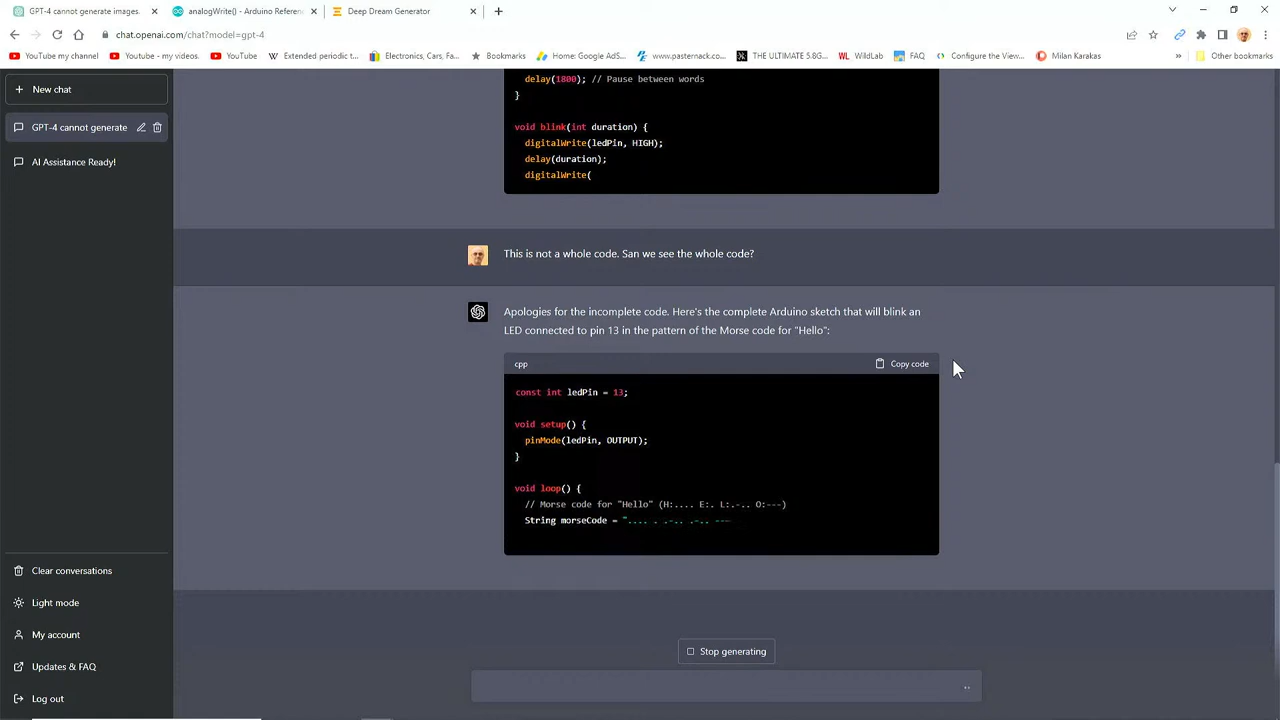 GPT-4 cannot generate images.
analogWrite() - Arduino Referen
Deep Dream Generator
chat.openai.com/chat?model=gpt-4
YouTube my channel
YouTube - my videos.
YouTube
Extended periodic t...
Electronics, Cars, Fa...
Bookmarks
Home: Google AdS...
www.pasternack....
THE ULTIMATE 5.8G...
WL WildLab
FAQ
Configure the View...
Milan Karakas
»
Other bookmarks
+ New chat
GPT-4 cannot generate
AI Assistance Ready!
delay(1800); // Pause between words
}
void blink(int duration) {
digitalWrite(ledPin, HIGH);
delay(duration);
digitalWrite(
This is not a whole code. San we see the whole code?
Apologies for the incomplete code. Here's the complete Arduino sketch that will blink an
LED connected to pin 13 in the pattern of the Morse code for "Hello":
cpp
Copy code
const int ledPin = 13;
void setup() {
pinMode(ledPin, OUTPUT);
}
void loop() {
// Morse code for "Hello" (H:.... E:. L:.-.. O:---)
String morseCode = ".... . .-.. .-.. ---
Stop generating
Clear conversations
Light mode
My account
Updates & FAQ
Log out